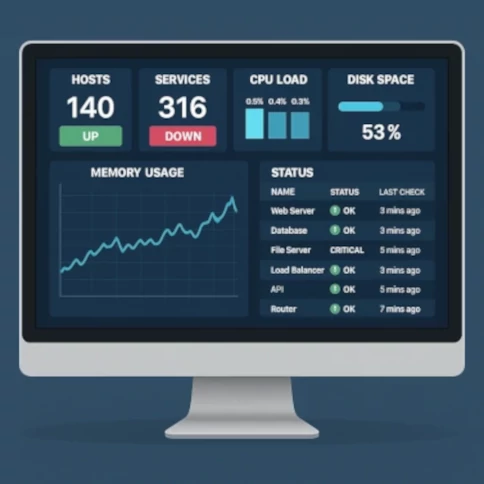 HOSTS
140
UP
SERVICES
316
DOWN
CPU LOAD
0.5% 0.4% 0.3%
DISK SPACE
53%
MEMORY USAGE
STATUS
NAME STATUS LAST CHECK
Web Server OK 3 mins ago
Database OK 3 mins ago
File Server CRITICAL 5 mins ago
Load Balancer OK 3 mins ago
API OK 5 mins ago
Router OK 7 mins ago